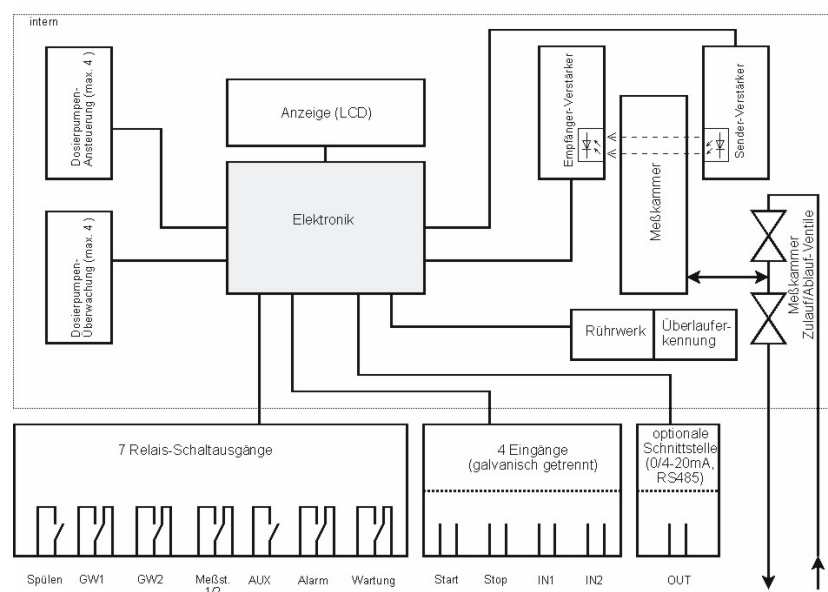 intern
Dosierpumpen-
Ansteuerung (max. 4 )
Anzeige (LCD)
Empfänger-Verstärker
Sender-Verstärker
Elektronik
Meßkammer
Dosierpumpen-
Überwachung (max. 4 )
Meßkammer
Zulauf/Ablauf-Ventile
Rührwerk
Überlaufer-
kennung
7 Relais-Schaltausgänge
4 Eingänge
(galvanisch getrennt)
optionale
Schnittstelle
(0/4-20mA,
RS485)
Spülen
GW1
GW2
Meßst.
1/2
AUX
Alarm
Wartung
Start
Stop
IN1
IN2
OUT